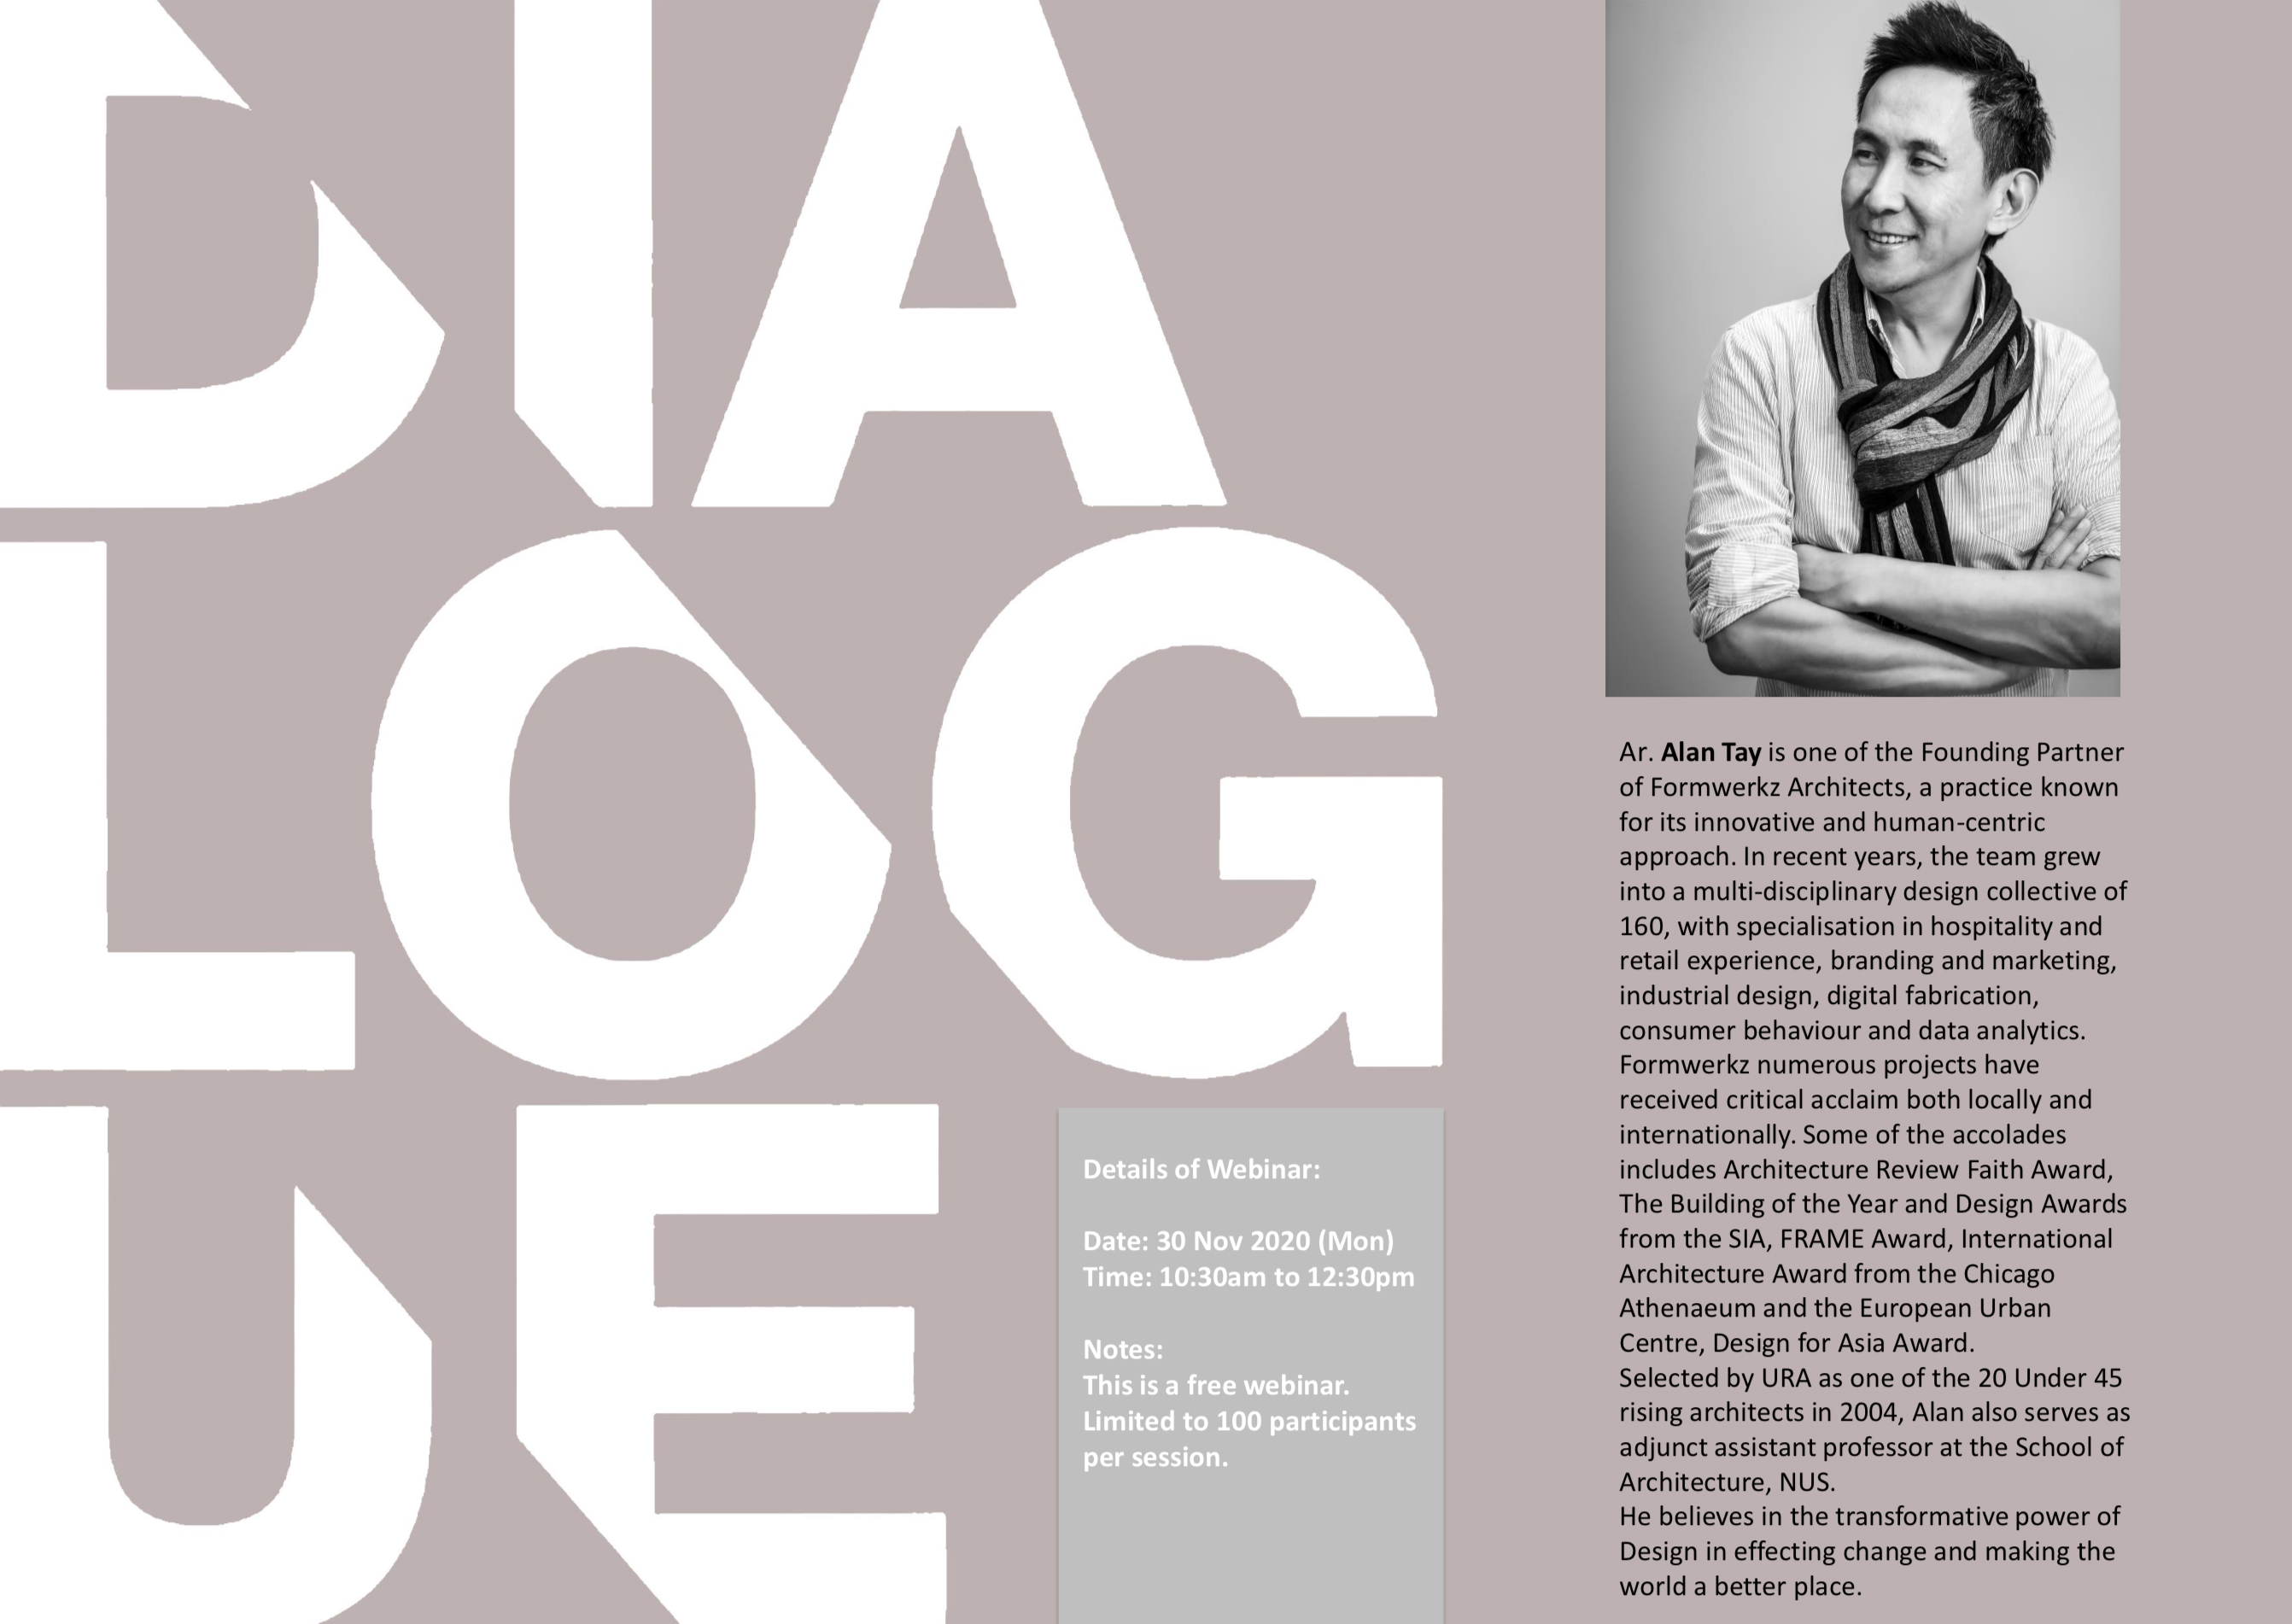 DIA
LOG
UE
Details of Webinar:
Date: 30 Nov 2020 (Mon)
Time: 10:30am to 12:30pm
Notes:
This is a free webinar.
Limited to 100 participants
per session.
Ar. Alan Tay is one of the Founding Partner
of Formwerkz Architects, a practice known
for its innovative and human-centric
approach. In recent years, the team grew
into a multi-disciplinary design collective of
160, with specialisation in hospitality and
retail experience, branding and marketing,
industrial design, digital fabrication,
consumer behaviour and data analytics.
Formwerkz numerous projects have
received critical acclaim both locally and
internationally. Some of the accolades
includes Architecture Review Faith Award,
The Building of the Year and Design Awards
from the SIA, FRAME Award, International
Architecture Award from the Chicago
Athenaeum and the European Urban
Centre, Design for Asia Award.
Selected by URA as one of the 20 Under 45
rising architects in 2004, Alan also serves as
adjunct assistant professor at the School of
Architecture, NUS.
He believes in the transformative power of
Design in effecting change and making the
world a better place.